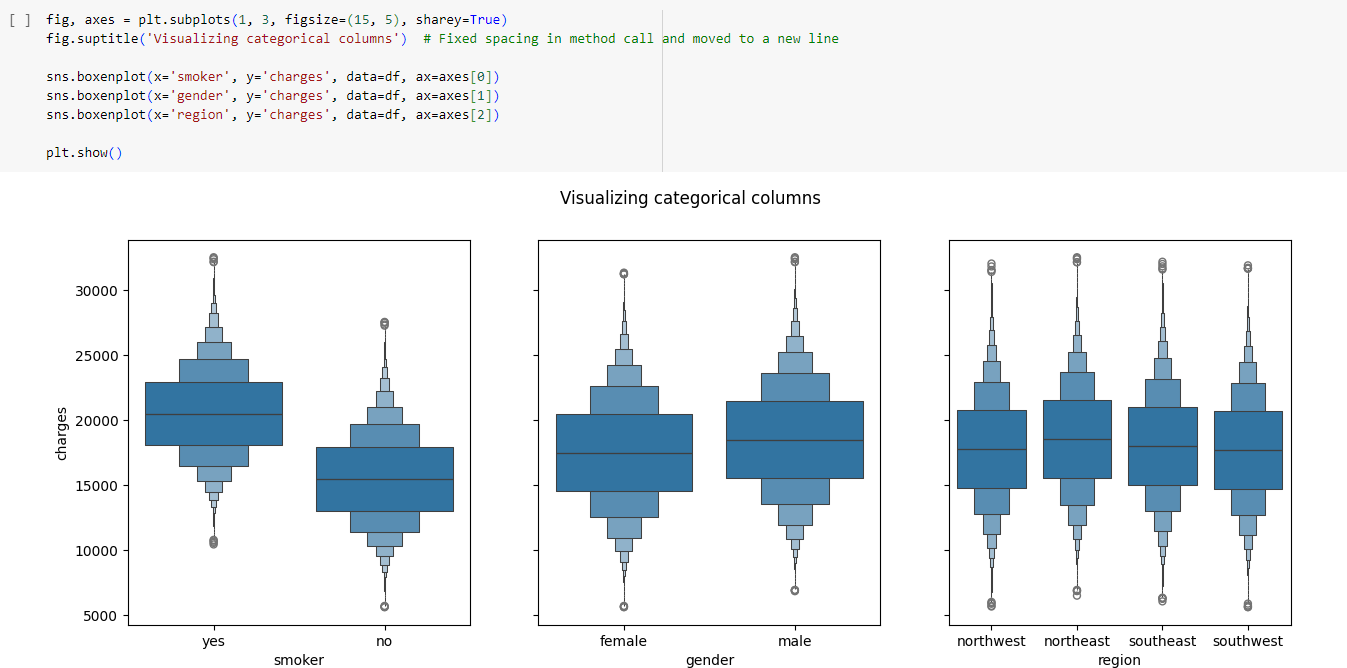 [ ] fig, axes = plt.subplots(1, 3, figsize=(15, 5), sharey=True)
fig.suptitle('Visualizing categorical columns')  # Fixed spacing in method call and moved to a new line
sns.boxenplot(x='smoker', y='charges', data=df, ax=axes[0])
sns.boxenplot(x='gender', y='charges', data=df, ax=axes[1])
sns.boxenplot(x='region', y='charges', data=df, ax=axes[2])
plt.show()
Visualizing categorical columns
30000
25000
20000
15000
10000
5000
charges
yes no
smoker
female male
gender
northwest northeast southeast southwest
region